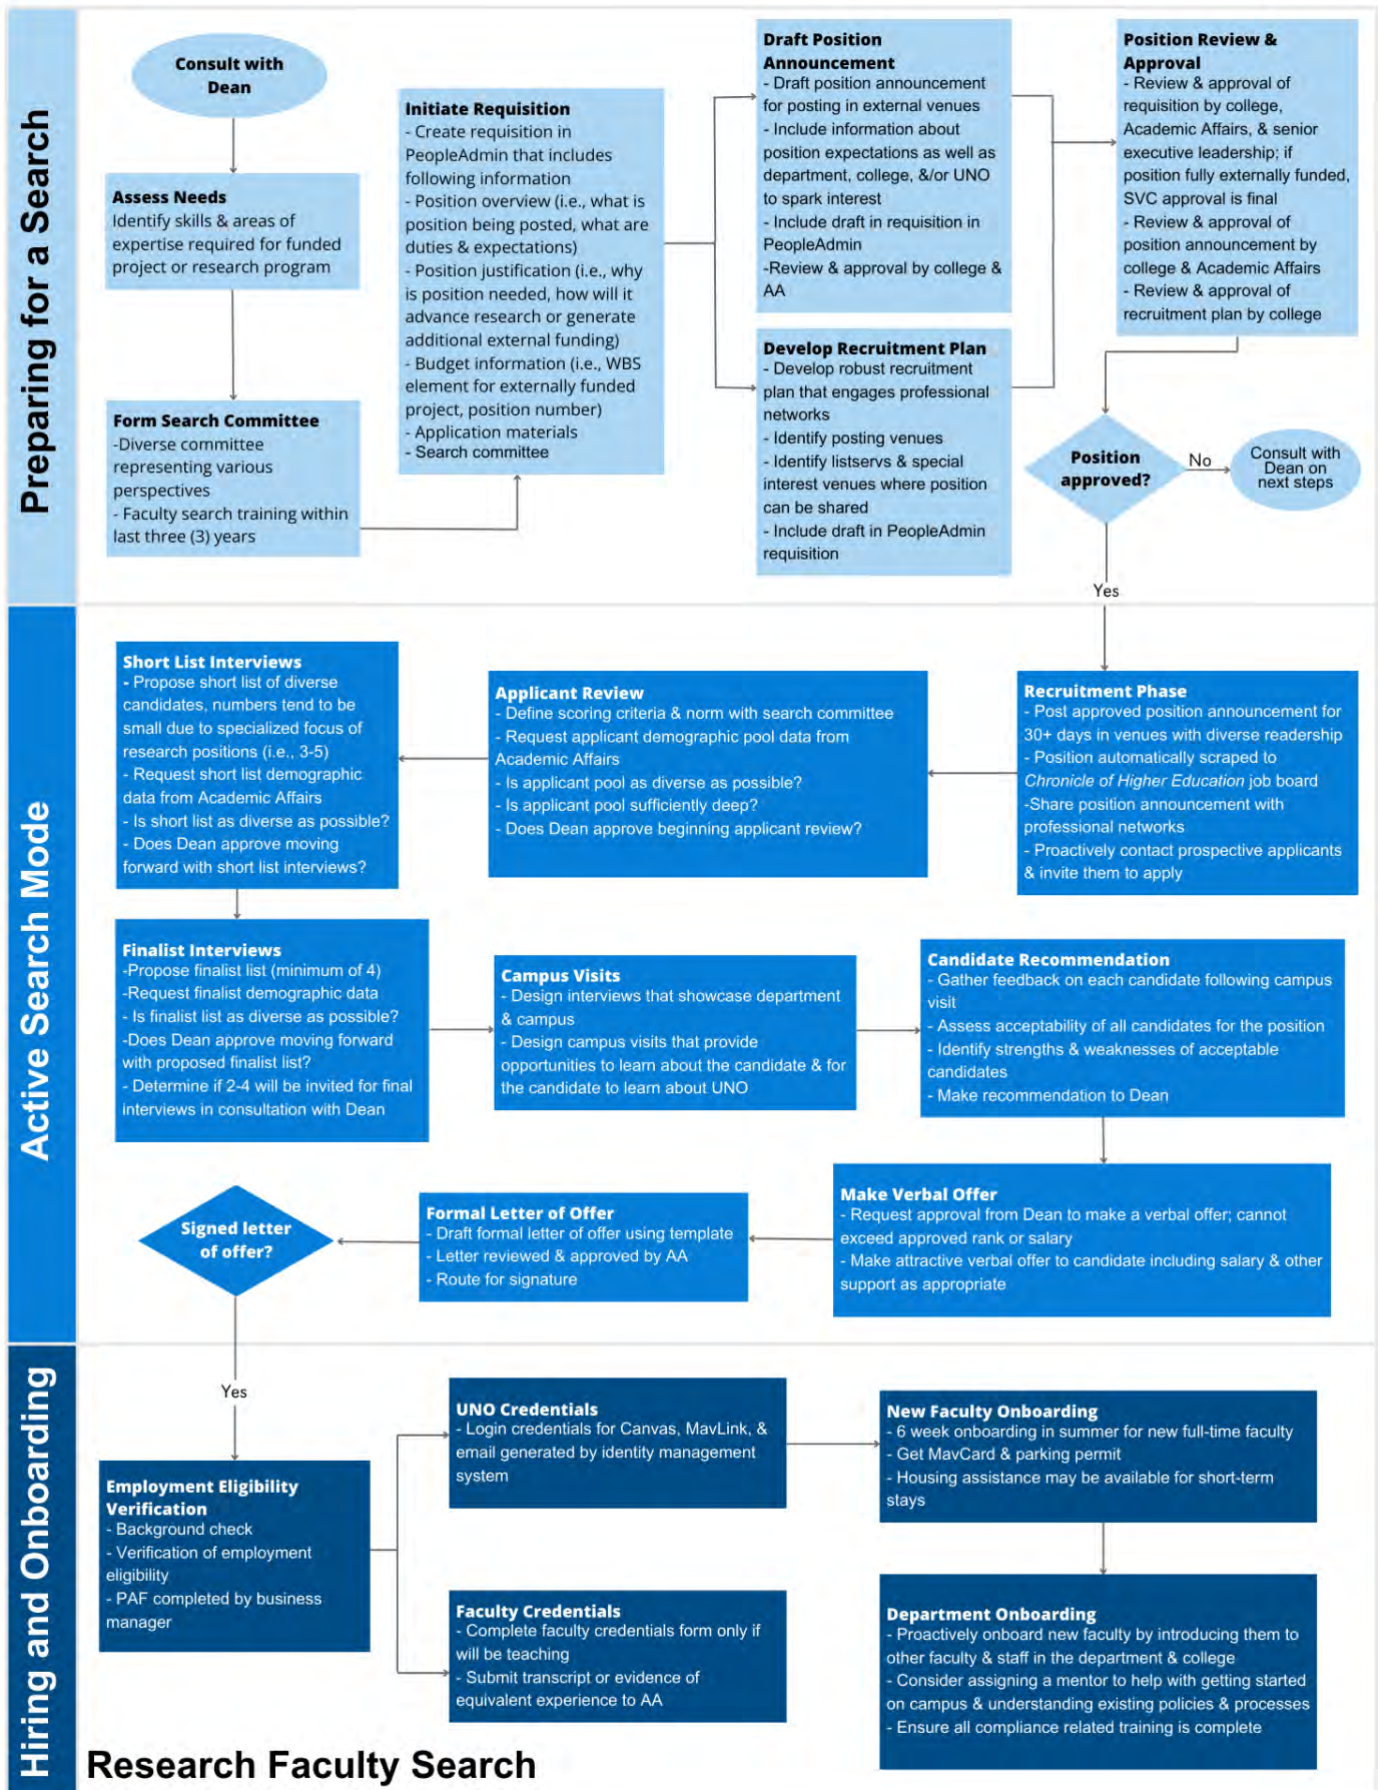 Preparing for a Search
Consult with
Dean
Assess Needs
Identify skills & areas of
expertise required for funded
project or research program
Form Search Committee
-Diverse committee
representing various
perspectives
- Faculty search training within
last three (3) years
Initiate Requisition
- Create requisition in
PeopleAdmin that includes
following information
- Position overview (i.e., what is
position being posted, what are
duties & expectations)
- Position justification (i.e., why
is position needed, how will it
advance research or generate
additional external funding)
- Budget information (i.e., WBS
element for externally funded
project, position number)
- Application materials
- Search committee
Draft Position
Announcement
- Draft position announcement
for posting in external venues
- Include information about
position expectations as well as
department, college, &/or UNO
to spark interest
- Include draft in requisition in
PeopleAdmin
-Review & approval by college &
AA
Develop Recruitment Plan
- Develop robust recruitment
plan that engages professional
networks
- Identify posting venues
- Identify listservs & special
interest venues where position
can be shared
- Include draft in PeopleAdmin
requisition
Position Review &
Approval
- Review & approval of
requisition by college,
Academic Affairs, & senior
executive leadership; if
position fully externally funded,
SVC approval is final
- Review & approval of
position announcement by
college & Academic Affairs
- Review & approval of
recruitment plan by college
Position
approved?
No
Consult with
Dean on
next steps
Yes
Active Search Mode
Recruitment Phase
- Post approved position announcement for
30+ days in venues with diverse readership
- Position automatically scraped to
Chronicle of Higher Education job board
-Share position announcement with
professional networks
- Proactively contact prospective applicants
& invite them to apply
Applicant Review
- Define scoring criteria & norm with search committee
- Request applicant demographic pool data from
Academic Affairs
- Is applicant pool as diverse as possible?
- Is applicant pool sufficiently deep?
- Does Dean approve beginning applicant review?
Short List Interviews
- Propose short list of diverse
candidates, numbers tend to be
small due to specialized focus of
research positions (i.e., 3-5)
- Request short list demographic
data from Academic Affairs
- Is short list as diverse as possible?
- Does Dean approve moving
forward with short list interviews?
Finalist Interviews
-Propose finalist list (minimum of 4)
-Request finalist demographic data
- Is finalist list as diverse as possible?
-Does Dean approve moving forward
with proposed finalist list?
- Determine if 2-4 will be invited for final
interviews in consultation with Dean
Campus Visits
- Design interviews that showcase department
& campus
- Design campus visits that provide
opportunities to learn about the candidate & for
the candidate to learn about UNO
Candidate Recommendation
- Gather feedback on each candidate following campus
visit
- Assess acceptability of all candidates for the position
- Identify strengths & weaknesses of acceptable
candidates
- Make recommendation to Dean
Make Verbal Offer
- Request approval from Dean to make a verbal offer; cannot
exceed approved rank or salary
- Make attractive verbal offer to candidate including salary & other
support as appropriate
Formal Letter of Offer
- Draft formal letter of offer using template
- Letter reviewed & approved by AA
- Route for signature
Signed letter
of offer?
Yes
Hiring and Onboarding
Employment Eligibility
Verification
- Background check
- Verification of employment
eligibility
- PAF completed by business
manager
UNO Credentials
- Login credentials for Canvas, MavLink, &
email generated by identity management
system
Faculty Credentials
- Complete faculty credentials form only if
will be teaching
- Submit transcript or evidence of
equivalent experience to AA
New Faculty Onboarding
- 6 week onboarding in summer for new full-time faculty
- Get MavCard & parking permit
- Housing assistance may be available for short-term
stays
Department Onboarding
- Proactively onboard new faculty by introducing them to
other faculty & staff in the department & college
- Consider assigning a mentor to help with getting started
on campus & understanding existing policies & processes
- Ensure all compliance related training is complete
Research Faculty Search